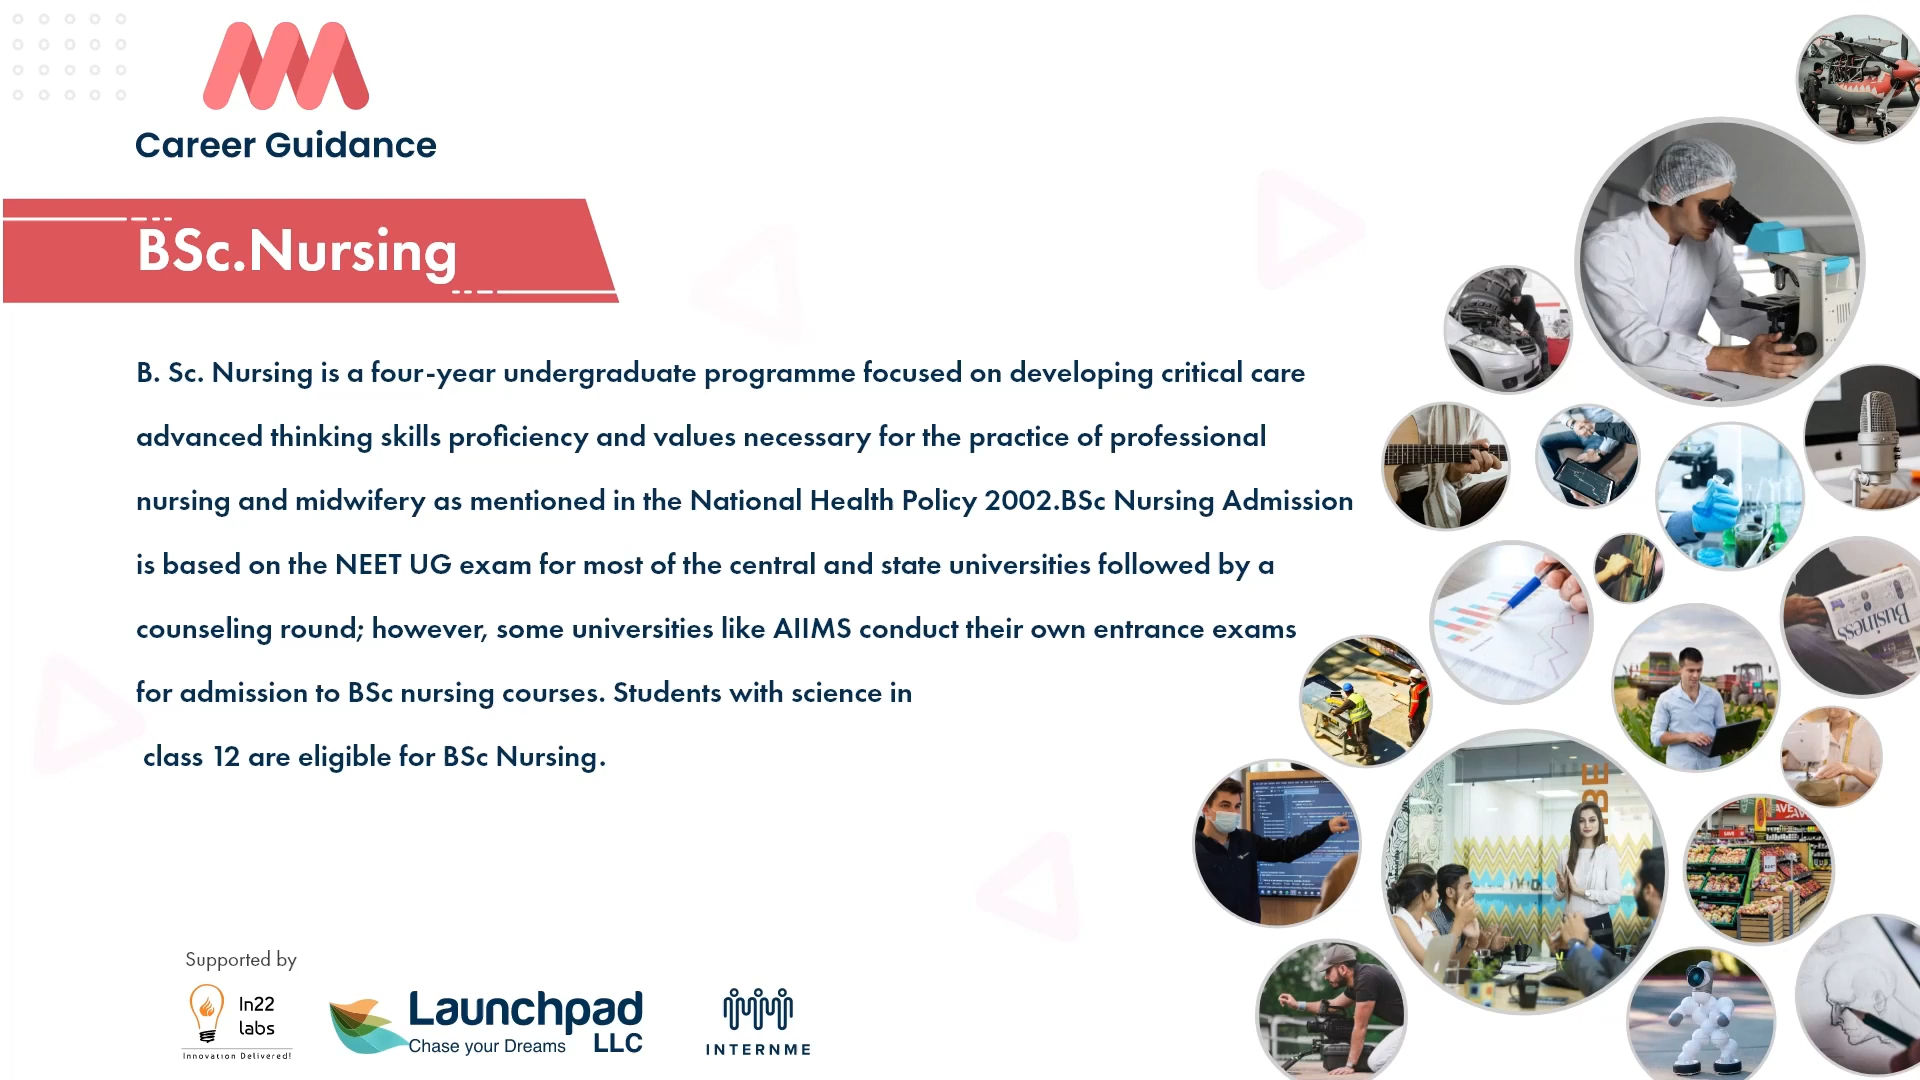 Career Guidance
BSc.Nursing
B. Sc. Nursing is a four-year undergraduate programme focused on developing critical care
advanced thinking skills proficiency and values necessary for the practice of professional
nursing and midwifery as mentioned in the National Health Policy 2002.BSc Nursing Admission
is based on the NEET UG exam for most of the central and state universities followed by a
counseling round; however, some universities like AIIMS conduct their own entrance exams
for admission to BSc nursing courses. Students with science in
class 12 are eligible for BSc Nursing.
Business
Supported by
In22
labs
Innovation Delivered!
Launchpad
Chase your Dreams LLC
INTERNME